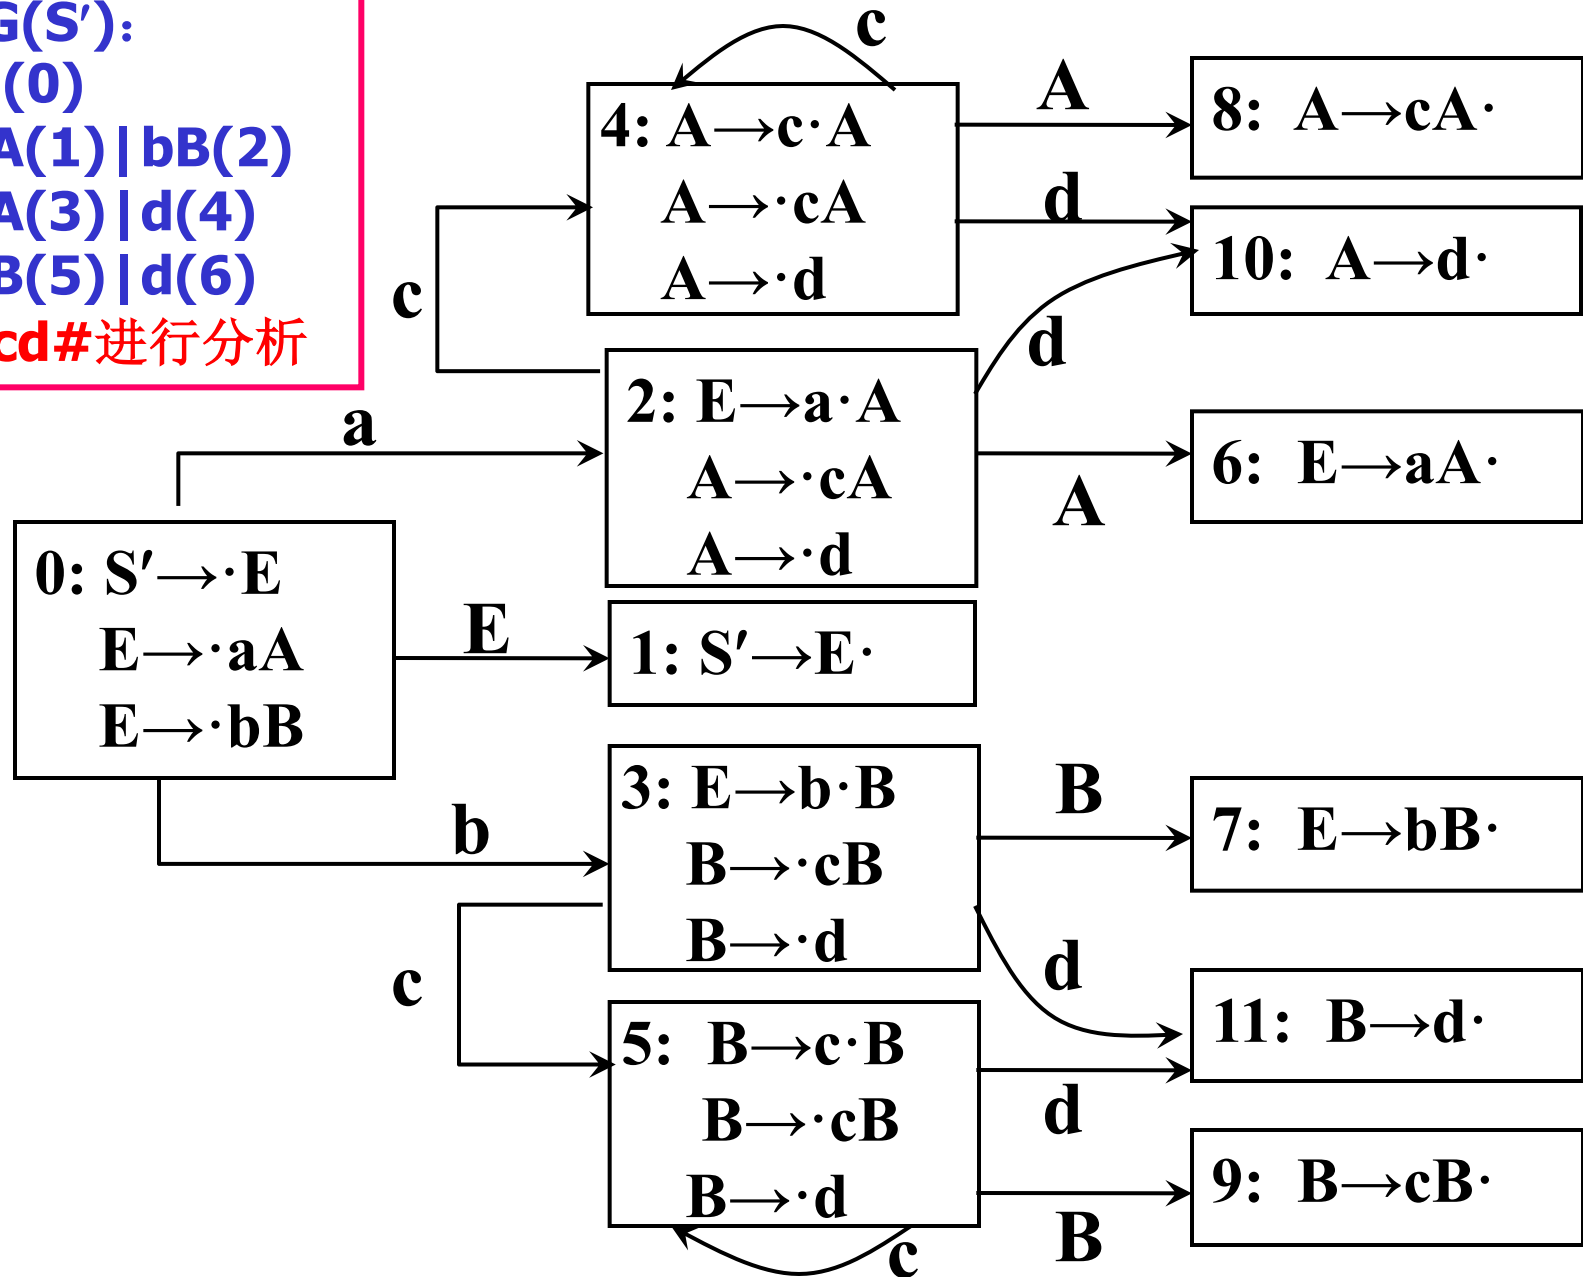 G(S′):
(0)
A(1)|bB(2)
A(3)|d(4)
B(5)|d(6)
cd#进行分析
c
4: A→c·A
A→·cA
A→·d
A
8: A→cA·
d
10: A→d·
c
d
2: E→a·A
A→·cA
A→·d
a
6: E→aA·
A
0: S′→·E
E→·aA
E→·bB
E
1: S′→E·
3: E→b·B
B→·cB
B→·d
B
7: E→bB·
b
c
d
11: B→d·
5: B→c·B
B→·cB
B→·d
d
9: B→cB·
B
c